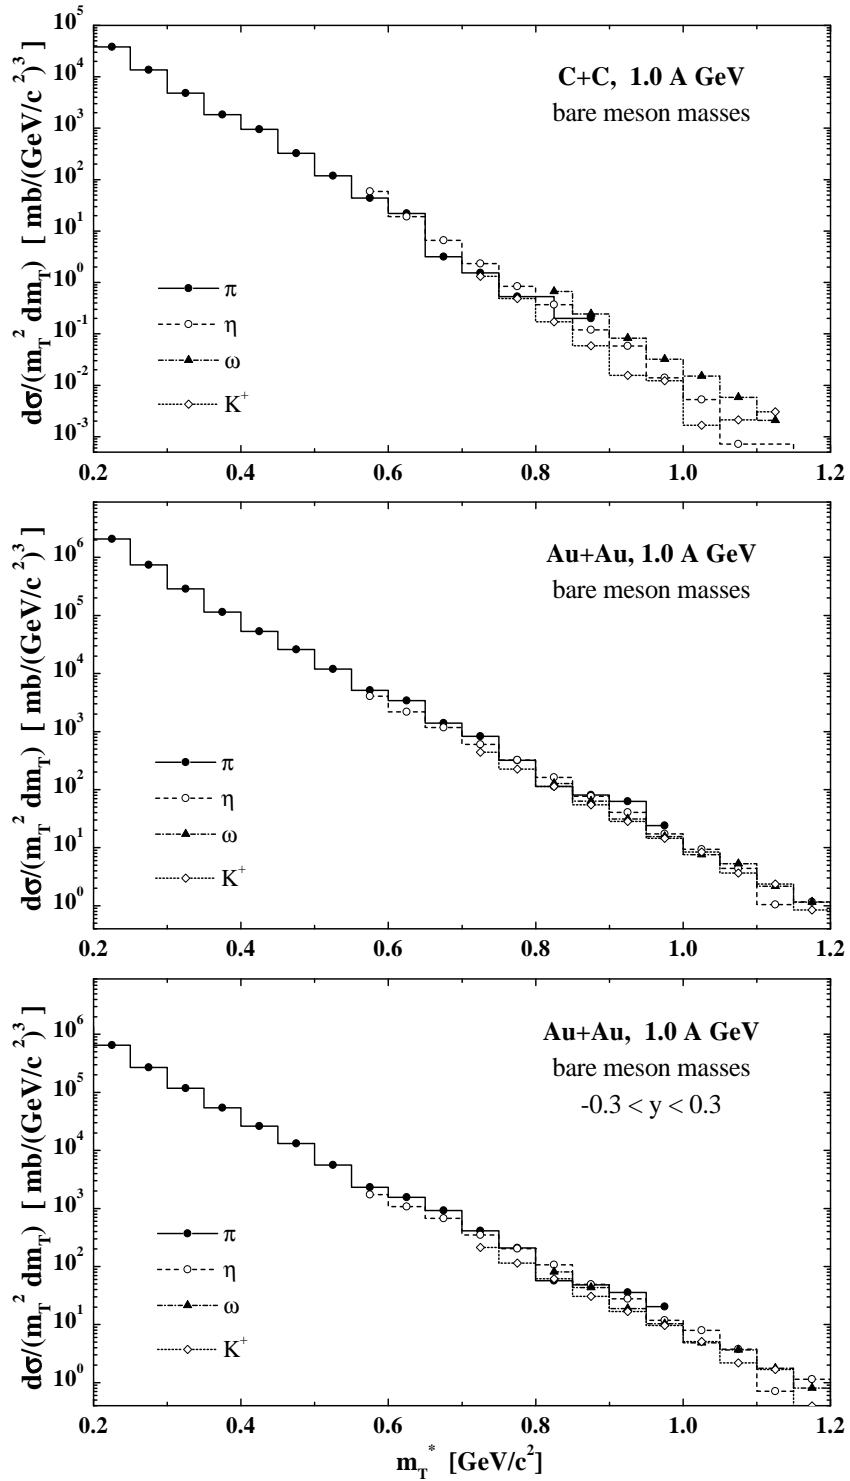 dσ/(m_T^2 dm_T) [ mb/(GeV/c^2)^3 ]
10^5
10^4
10^3
10^2
10^1
10^0
10^-1
10^-2
10^-3
C+C, 1.0 A GeV
bare meson masses
π
η
ω
K^+
0.2 0.4 0.6 0.8 1.0 1.2
dσ/(m_T^2 dm_T) [ mb/(GeV/c^2)^3 ]
10^6
10^5
10^4
10^3
10^2
10^1
10^0
Au+Au, 1.0 A GeV
bare meson masses
π
η
ω
K^+
0.2 0.4 0.6 0.8 1.0 1.2
dσ/(m_T^2 dm_T) [ mb/(GeV/c^2)^3 ]
10^6
10^5
10^4
10^3
10^2
10^1
10^0
Au+Au, 1.0 A GeV
bare meson masses
-0.3 < y < 0.3
π
η
ω
K^+
0.2 0.4 0.6 0.8 1.0 1.2
m_T^* [GeV/c^2]